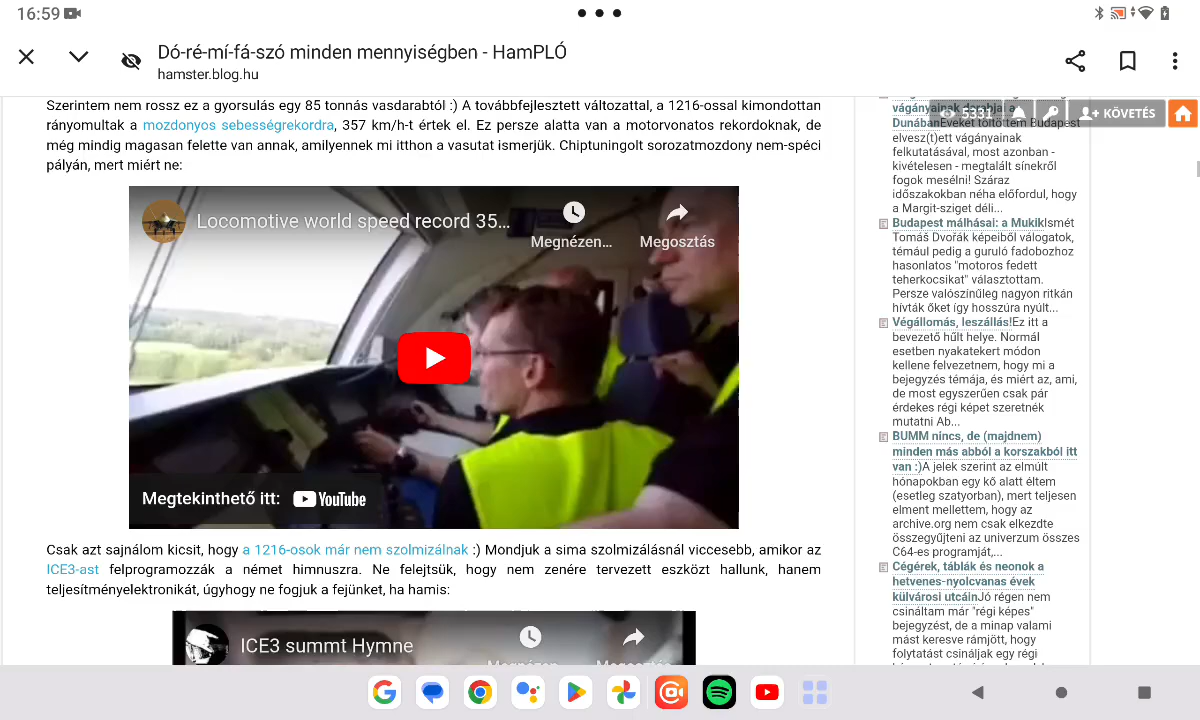 16:59
Dó-ré-mí-fá-szó minden mennyiségben - HamPLÓ
hamster.blog.hu
Szerintem nem rossz ez a gyorsulás egy 85 tonnás vasdarabtól :) A továbbfejlesztett változattal, a 1216-ossal kimondottan
rányomultak a mozdonyos sebességrekordra, 357 km/h-t értek el. Ez persze alatta van a motorvonatos rekordoknak, de
még mindig magasan felette van annak, amilyennek mi itthon a vasutat ismerjük. Chiptuningolt sorozatmozdony nem-spéci
pályán, mert miért ne:
Locomotive world speed record 35...
Megnézen...
Megosztás
Megtekinthető itt: YouTube
Csak azt sajnálom kicsit, hogy a 1216-osok már nem szolmizálnak :) Mondjuk a sima szolmizálásnál viccesebb, amikor az
ICE3-ast felprogramozzák a német himnuszra. Ne felejtsük, hogy nem zenére tervezett eszközt hallunk, hanem
teljesítményelektronikát, úgyhogy ne fogjuk a fejünket, ha hamis:
ICE3 summt Hymne
5331
KÖVETÉS
vágányainak
DunábanEveket töltöttem Budapest
elvesz(t)ett vágányainak
felkutatásával, most azonban -
kivételesen - megtalált sínekről
fogok mesélni! Száraz
időszakokban néha előfordul, hogy
a Margit-sziget déli...
Budapest málhásai: a MukikIsmét
Tomáš Dvořák képeiből válogatok,
témául pedig a guruló fadobozhoz
hasonlatos "motoros fedett
teherkocsikat" választottam.
Persze valószínűleg nagyon ritkán
hívták őket így hosszúra nyúlt...
Végállomás, leszállás!Ez itt a
bevezető hűlt helye. Normál
esetben nyakatekert módon
kellene felvezetnem, hogy mi a
bejegyzés témája, és miért az, ami,
de most egyszerűen csak pár
érdekes régi képet szeretnék
mutatni Ab...
BUMM nincs, de (majdnem)
minden más abból a korszakból itt
van :)A jelek szerint az elmúlt
hónapokban egy kő alatt éltem
(esetleg szatyorban), mert teljesen
elment mellettem, hogy az
archive.org nem csak elkezdte
összegyűjteni az univerzum összes
C64-es programját,...
Cégérek, táblák és neonok a
hetvenes-nyolcvanas évek
külvárosi utcáinJó régen nem
csináltam már "régi képes"
bejegyzést, de a minap valami
mást keresve rámjött, hogy
folytatást csináljak egy régi